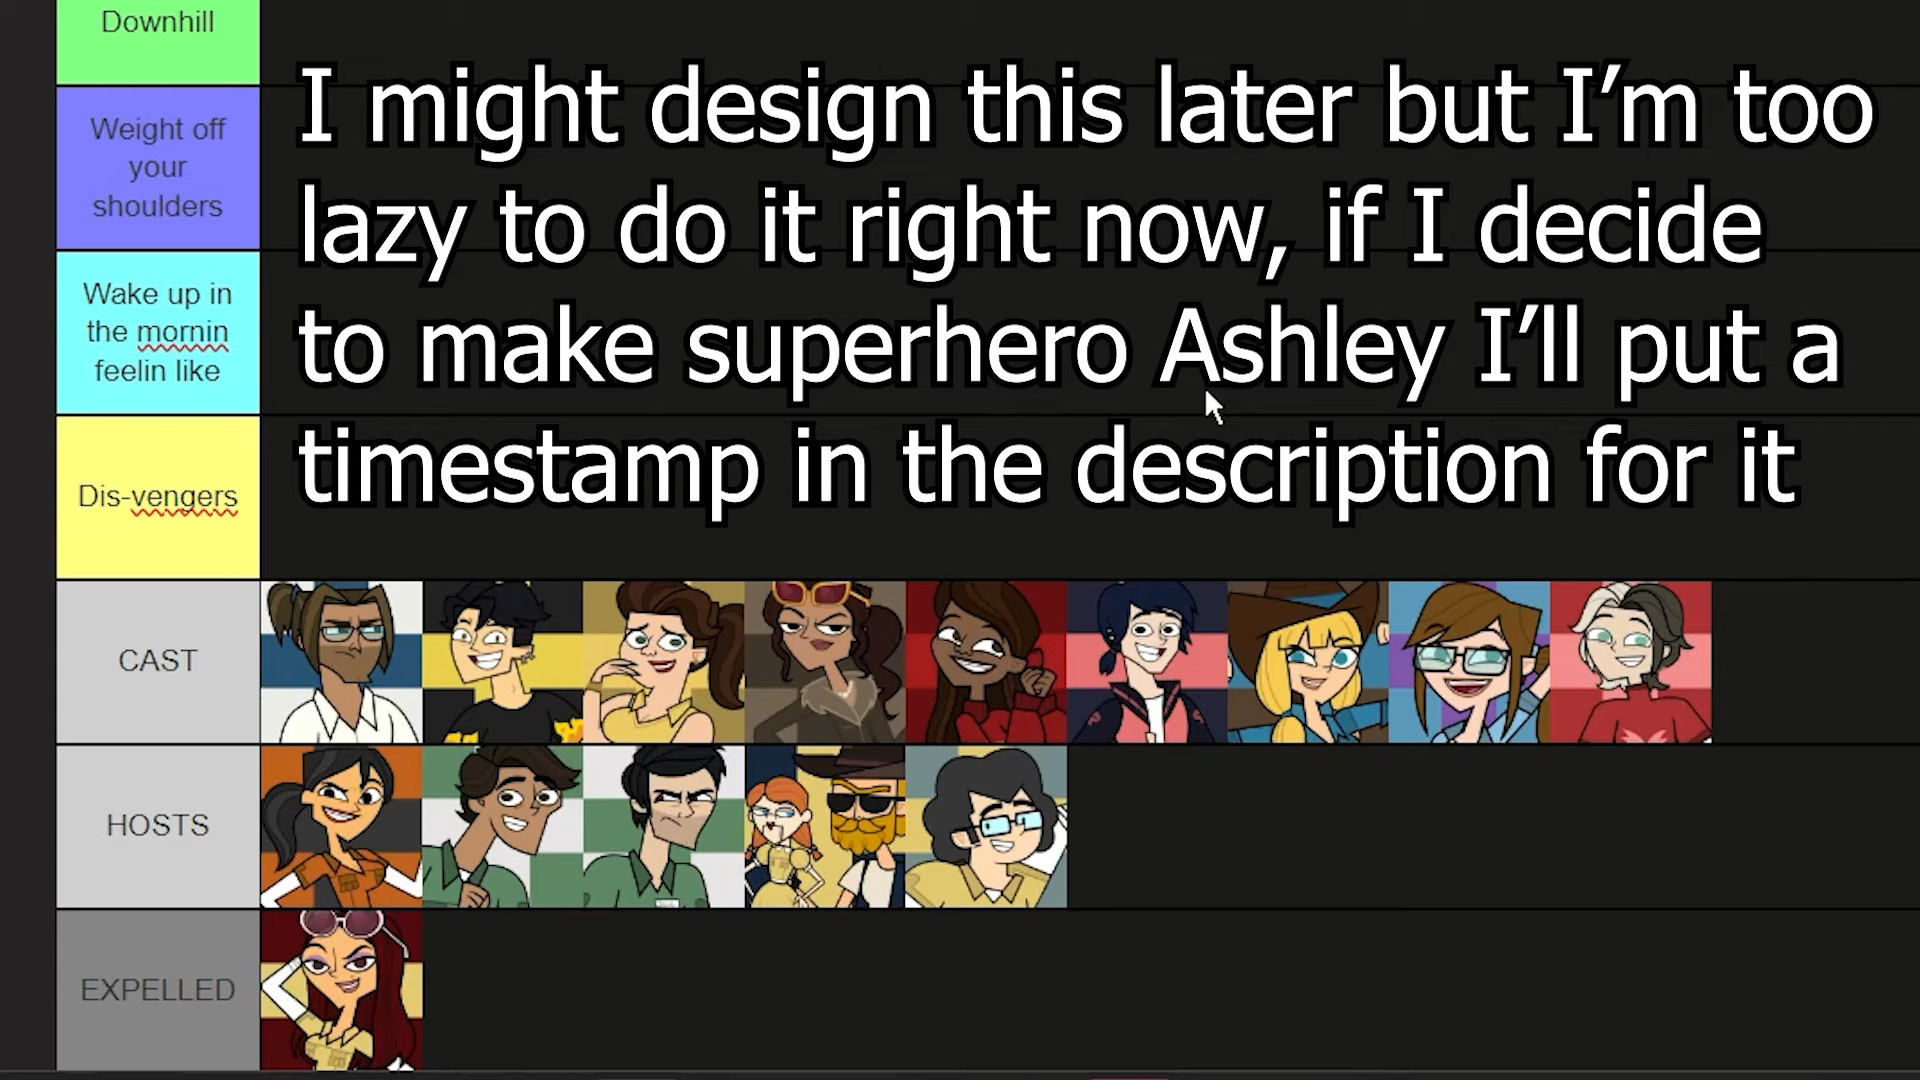 Downhill
I might design this later but I’m too
lazy to do it right now, if I decide
to make superhero Ashley I’ll put a
timestamp in the description for it
Weight off
your
shoulders
Wake up in
the mornin
feelin like
Dis-vengers
CAST
HOSTS
EXPELLED